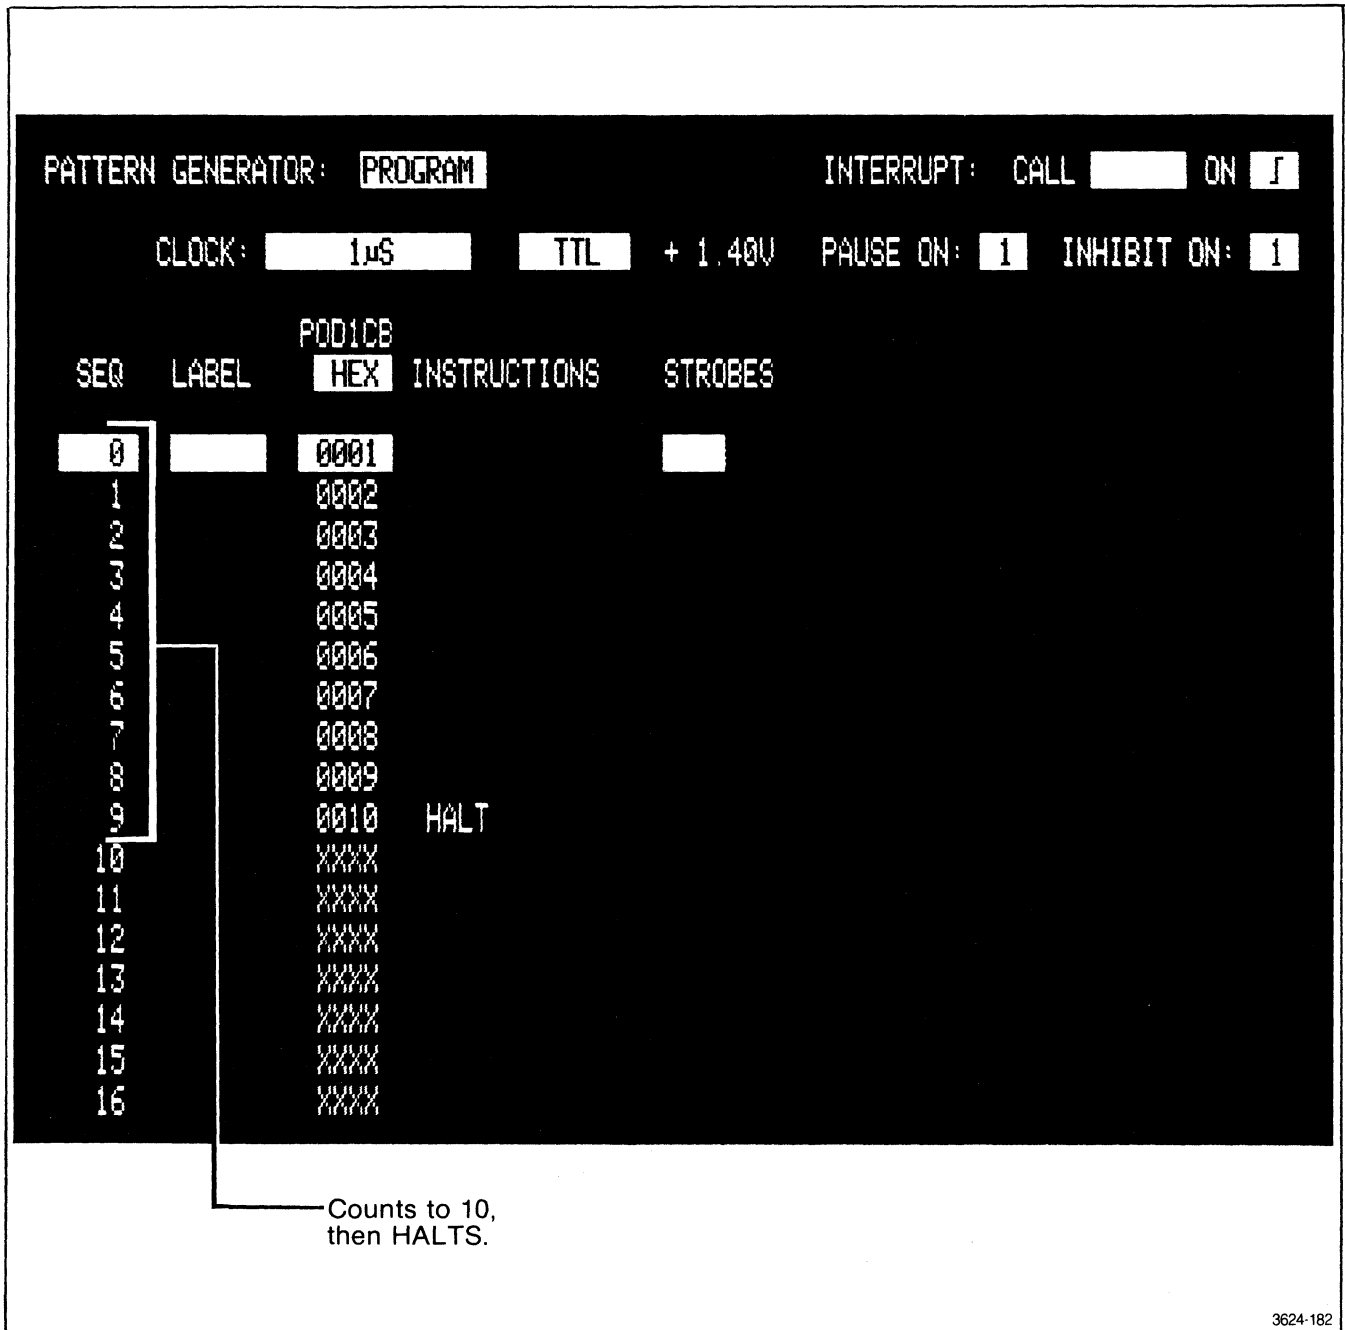 PATTERN GENERATOR: PROGRAM INTERRUPT: CALL ON ʃ
CLOCK: 1µS TTL + 1.40V PAUSE ON: 1 INHIBIT ON: 1
POD1CB
SEQ LABEL HEX INSTRUCTIONS STROBES
0 0001
1 0002
2 0003
3 0004
4 0005
5 0006
6 0007
7 0008
8 0009
9 0010 HALT
10 XXXX
11 XXXX
12 XXXX
13 XXXX
14 XXXX
15 XXXX
16 XXXX
Counts to 10,
then HALTS.
3624-182